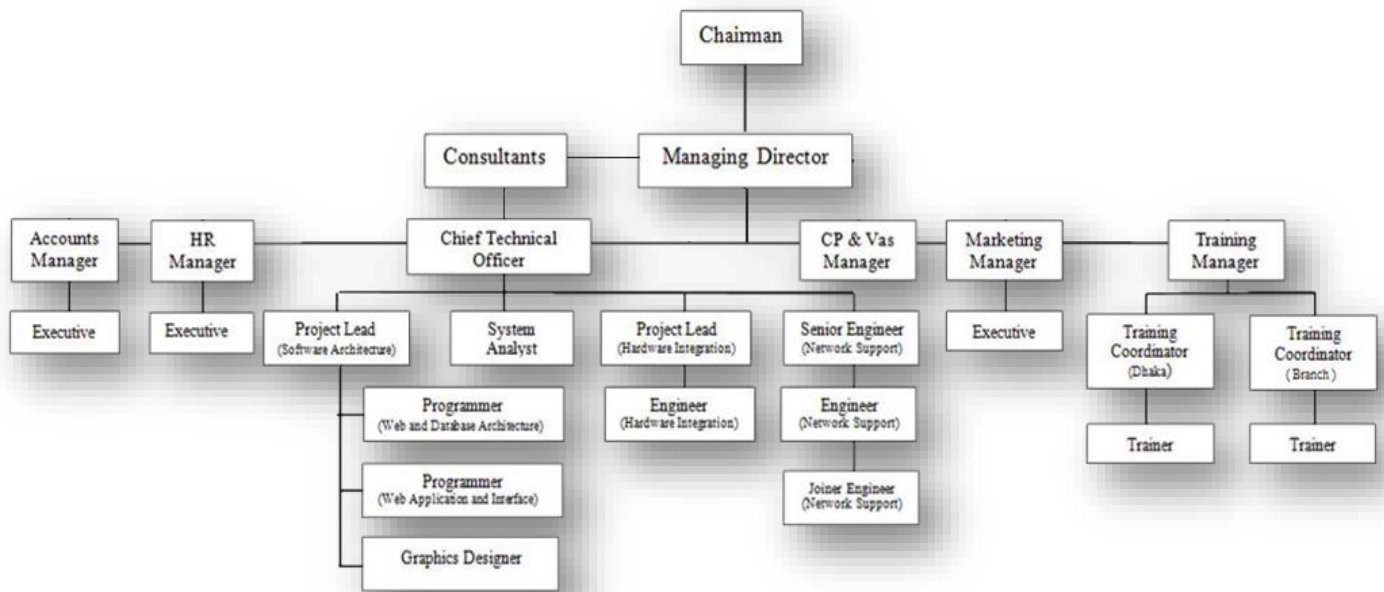 Chairman
Consultants
Managing Director
Accounts
Manager
HR
Manager
Chief Technical
Officer
CP & Vas
Manager
Marketing
Manager
Training
Manager
Executive
Executive
Project Lead
(Software Architecture)
System
Analyst
Project Lead
(Hardware Integration)
Senior Engineer
(Network Support)
Executive
Training
Coordinator
(Dhaka)
Training
Coordinator
( Branch )
Programmer
(Web and Database Architecture)
Engineer
(Hardware Integration)
Engineer
(Network Support)
Trainer
Trainer
Programmer
(Web Application and Interface)
Joiner Engineer
(Network Support)
Graphics Designer